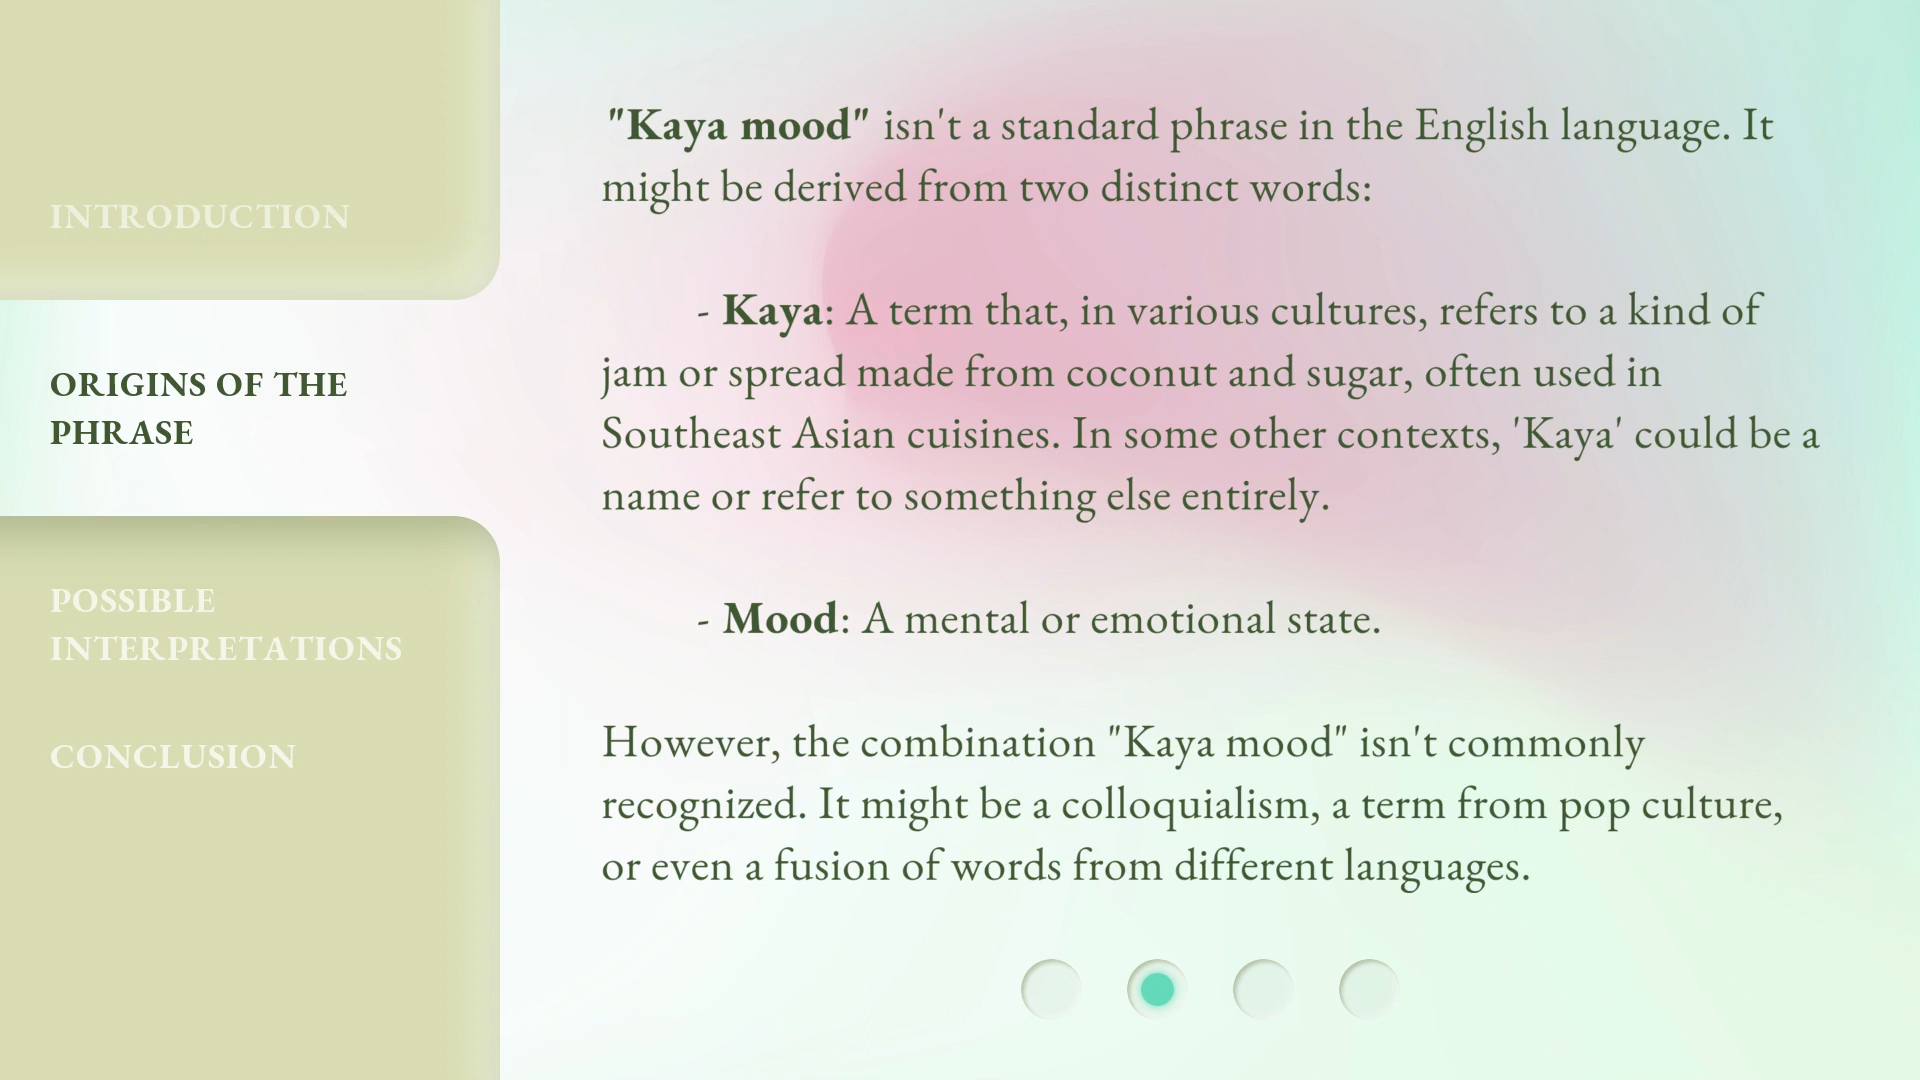 INTRODUCTION
ORIGINS OF THE
PHRASE
POSSIBLE
INTERPRETATIONS
CONCLUSION
"Kaya mood" isn't a standard phrase in the English language. It
might be derived from two distinct words:
- Kaya: A term that, in various cultures, refers to a kind of
jam or spread made from coconut and sugar, often used in
Southeast Asian cuisines. In some other contexts, 'Kaya' could be a
name or refer to something else entirely.
- Mood: A mental or emotional state.
However, the combination "Kaya mood" isn't commonly
recognized. It might be a colloquialism, a term from pop culture,
or even a fusion of words from different languages.